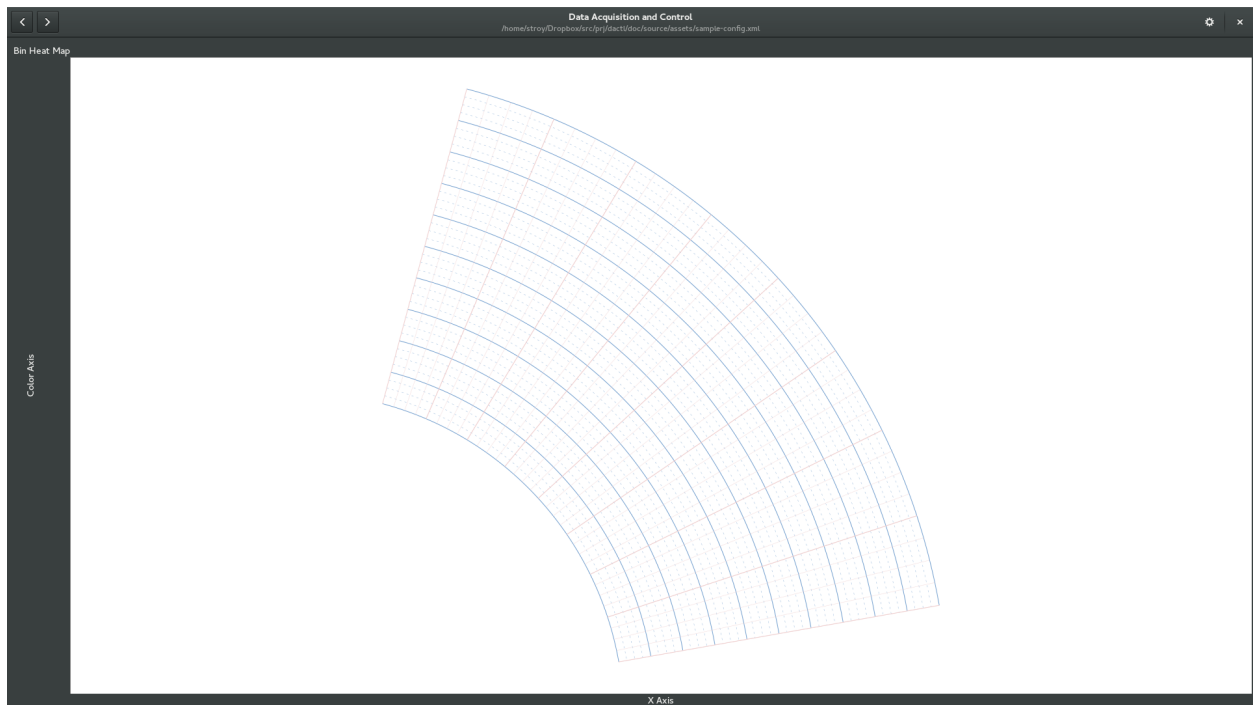 Data Acquisition and Control
/home/stroy/Dropbox/src/prj/dactl/doc/source/assets/sample-config.xml
Bin Heat Map
Color Axis
X Axis